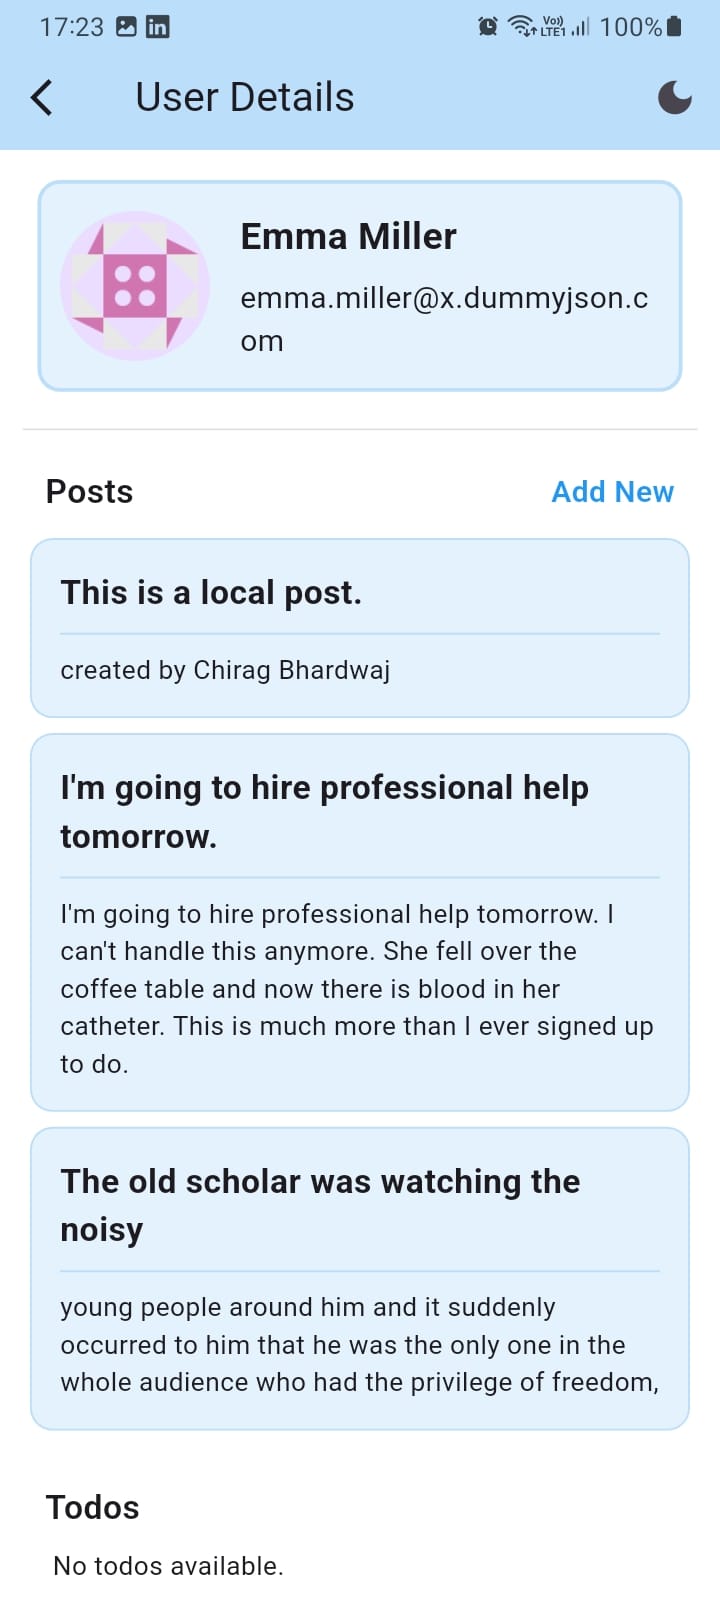 17:23 in Vo)) LTE1 100%
User Details
Emma Miller
emma.miller@x.dummyjson.c
om
Posts Add New
This is a local post.
created by Chirag Bhardwaj
I'm going to hire professional help
tomorrow.
I'm going to hire professional help tomorrow. I
can't handle this anymore. She fell over the
coffee table and now there is blood in her
catheter. This is much more than I ever signed up
to do.
The old scholar was watching the
noisy
young people around him and it suddenly
occurred to him that he was the only one in the
whole audience who had the privilege of freedom,
Todos
No todos available.